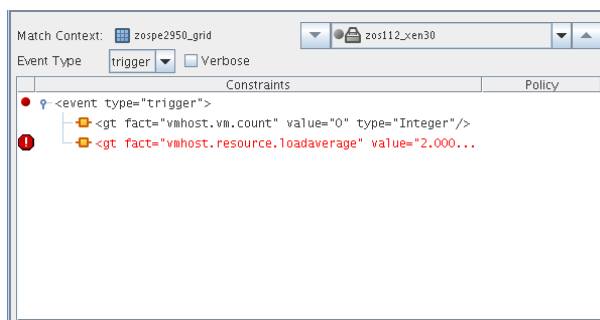 Match Context: zospe2950_grid zos112_xen30
Event Type trigger Verbose
Constraints Policy
<event type="trigger">
<gt fact="vmhost.vm.count" value="0" type="Integer"/>
<gt fact="vmhost.resource.loadaverage" value="2.000...